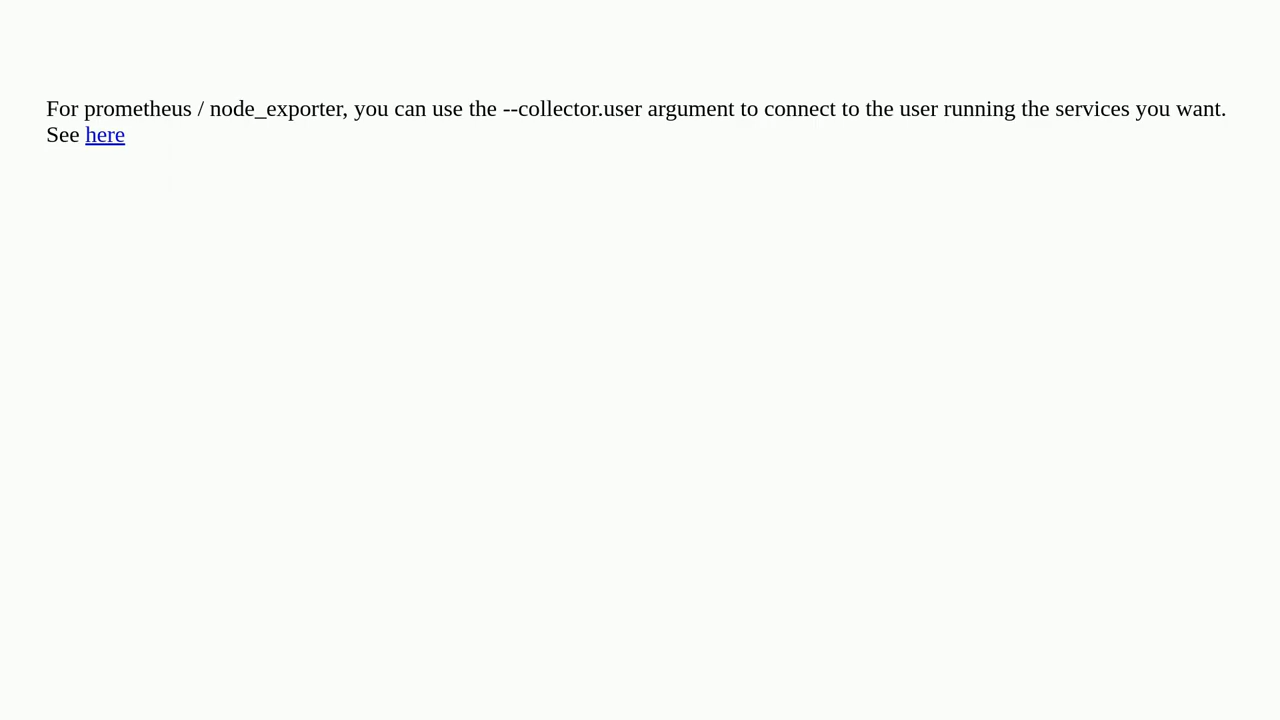 For prometheus / node_exporter, you can use the --collector.user argument to connect to the user running the services you want.
See here